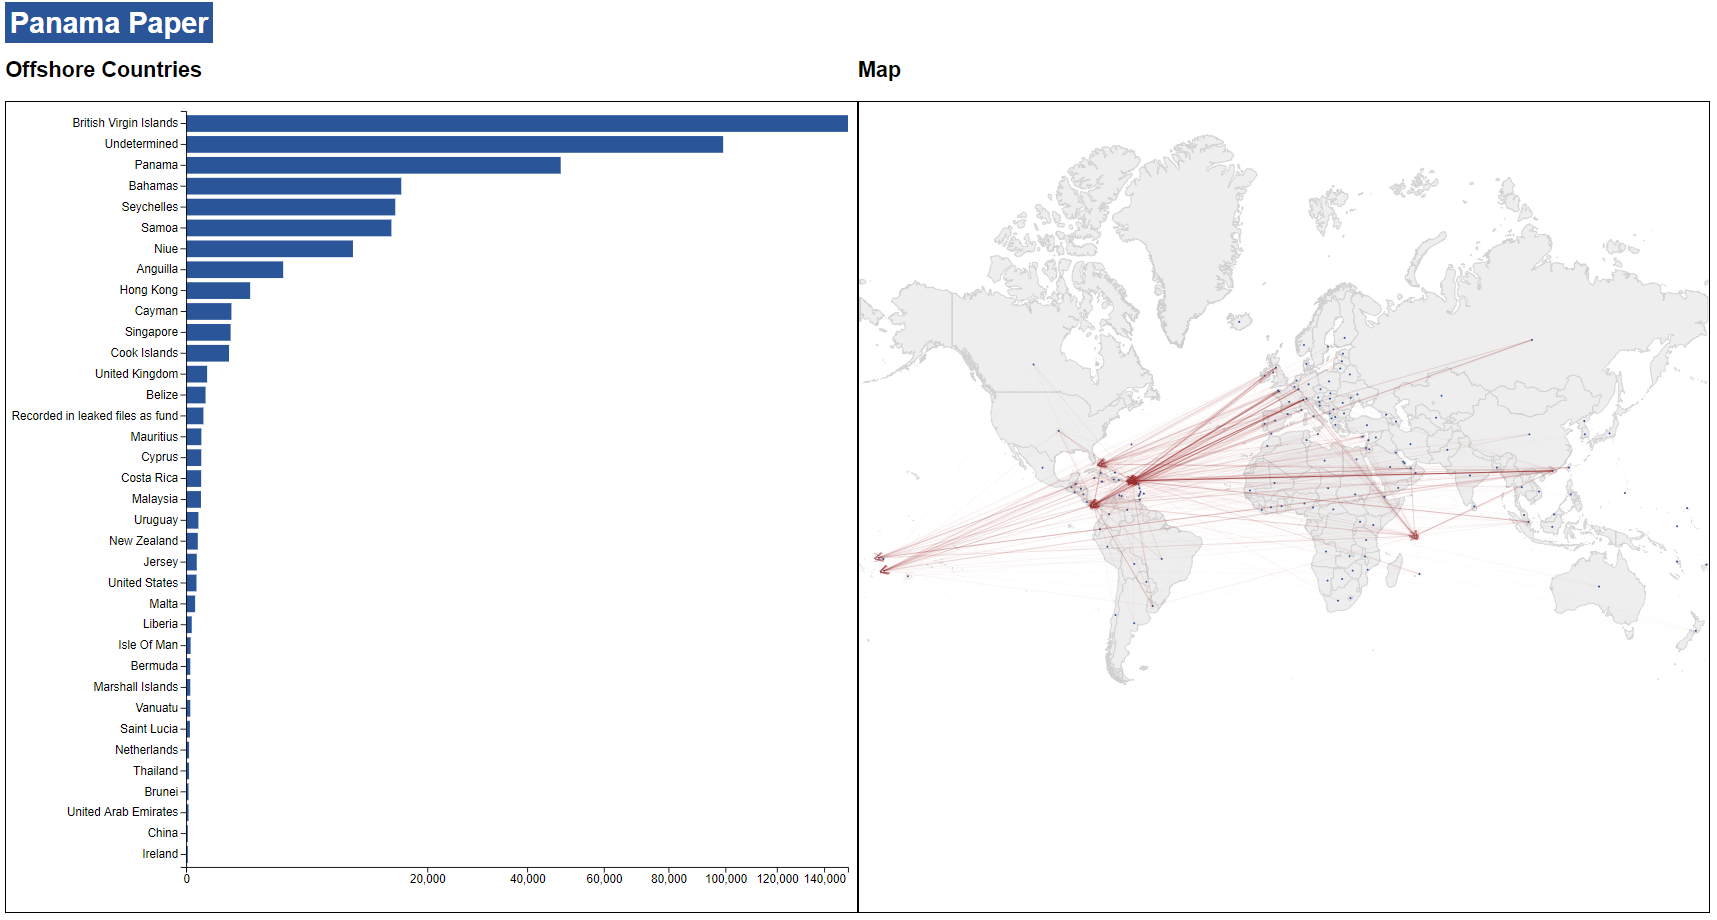 Panama Paper
Offshore Countries
British Virgin Islands
Undetermined
Panama
Bahamas
Seychelles
Samoa
Niue
Anguilla
Hong Kong
Cayman
Singapore
Cook Islands
United Kingdom
Belize
Recorded in leaked files as fund
Mauritius
Cyprus
Costa Rica
Malaysia
Uruguay
New Zealand
Jersey
United States
Malta
Liberia
Isle Of Man
Bermuda
Marshall Islands
Vanuatu
Saint Lucia
Netherlands
Thailand
Brunei
United Arab Emirates
China
Ireland
0 20,000 40,000 60,000 80,000 100,000 120,000 140,000
Map